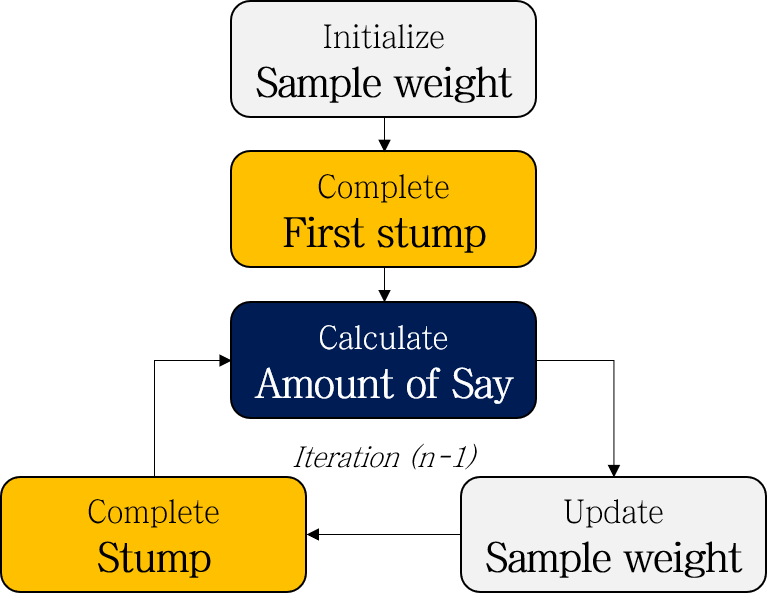 Initialize
Sample weight
Complete
First stump
Calculate
Amount of Say
Iteration (n-1)
Complete
Stump
Update
Sample weight